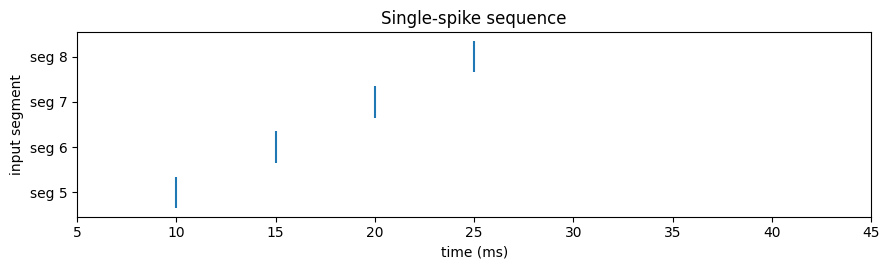 Single-spike sequence
seg 8
seg 7
seg 6
seg 5
input segment
5 10 15 20 25 30 35 40 45
time (ms)